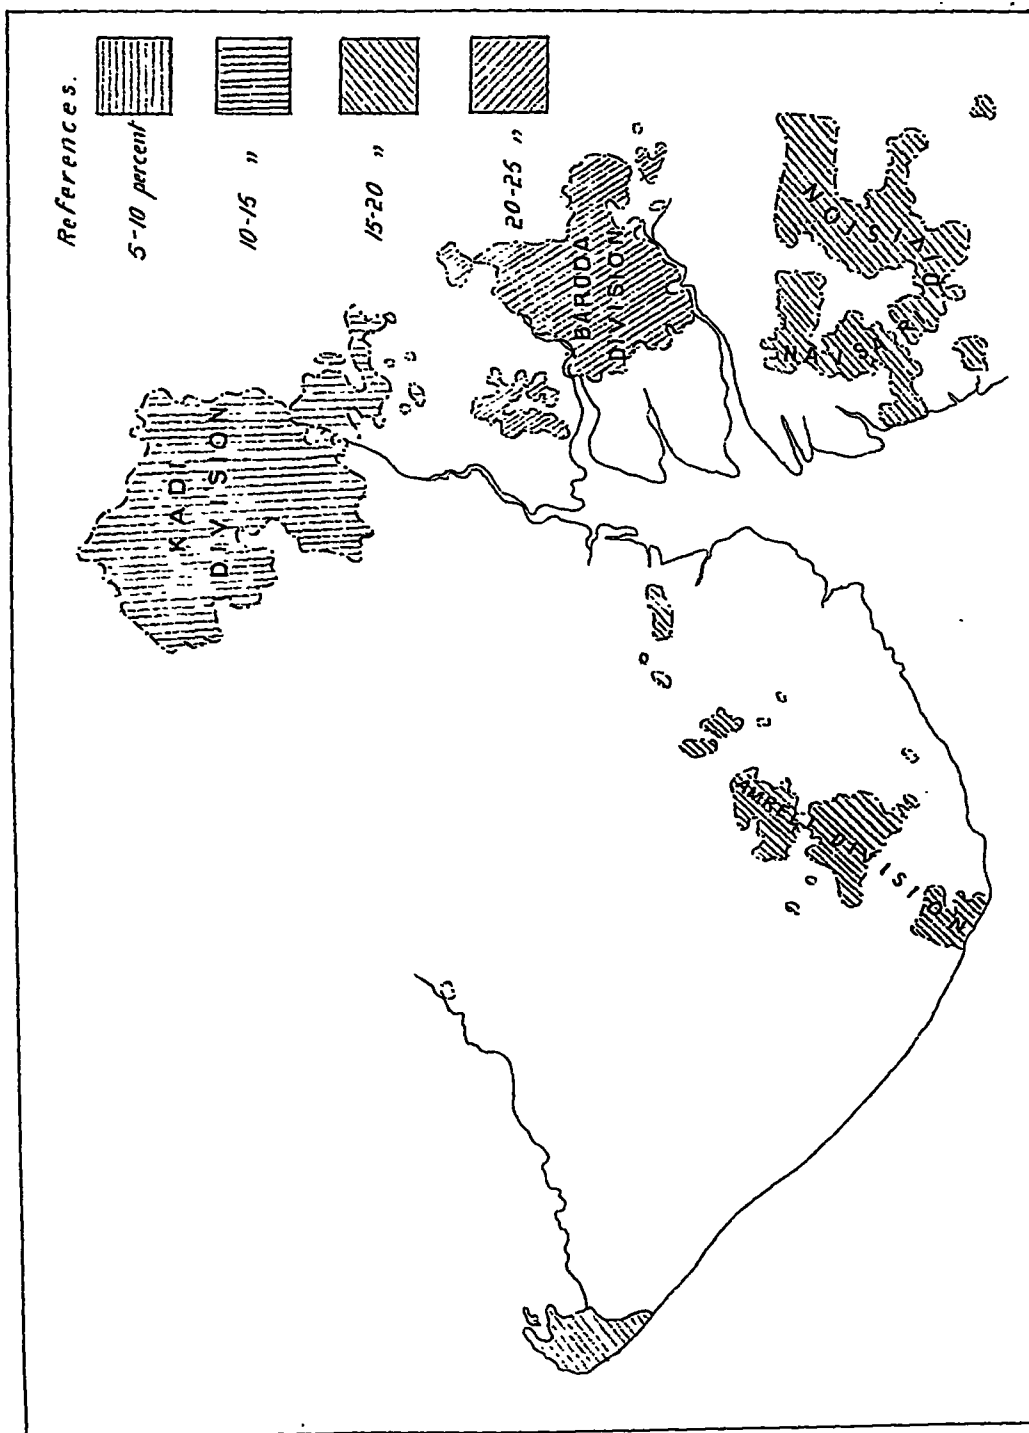 References.
5-10 percent
10-15 "
15-20 "
20-25 "
KADI
DIVISION
BARODA
DIVISION
NAVSARI DIVISION
AMRELI DIVISION